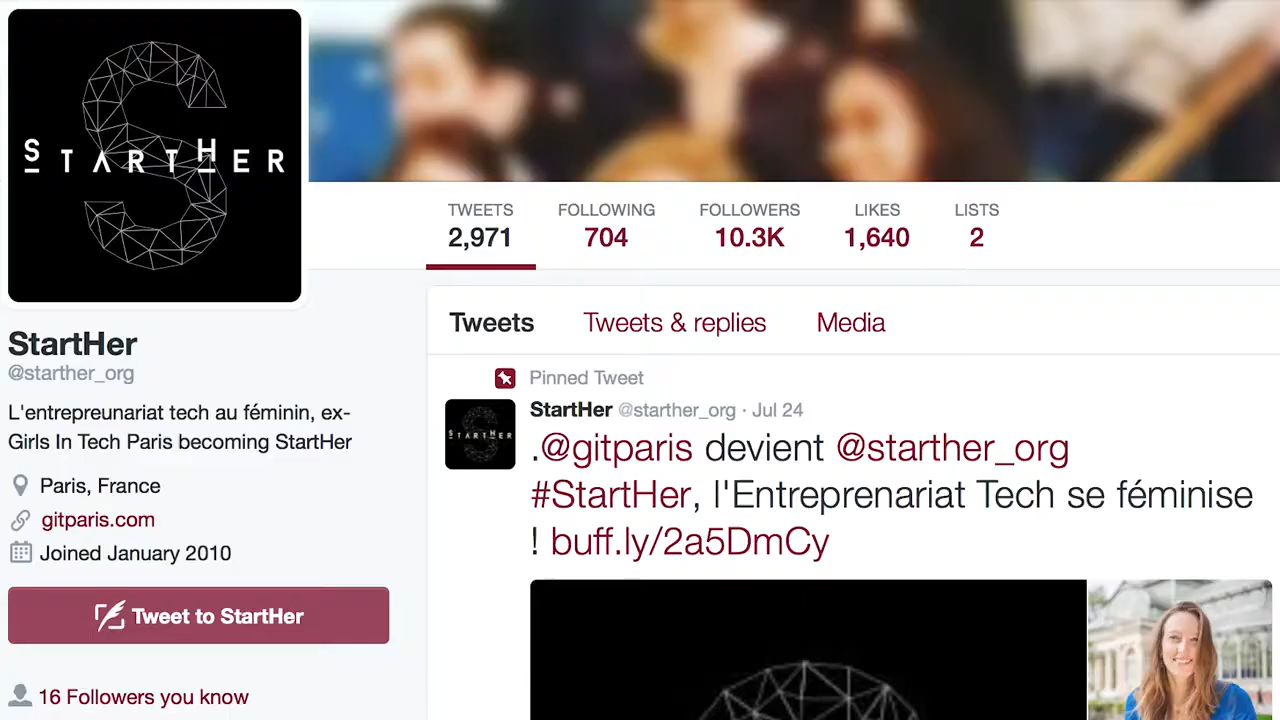 STARTHER
TWEETS FOLLOWING FOLLOWERS LIKES LISTS
2,971 704 10.3K 1,640 2
Tweets Tweets & replies Media
StartHer
@starther_org
L'entrepreunariat tech au féminin, ex-
Girls In Tech Paris becoming StartHer
Paris, France
gitparis.com
Joined January 2010
Tweet to StartHer
16 Followers you know
Pinned Tweet
STARTHER
StartHer @starther_org · Jul 24
.@gitparis devient @starther_org
#StartHer, l'Entreprenariat Tech se féminise
! buff.ly/2a5DmCy